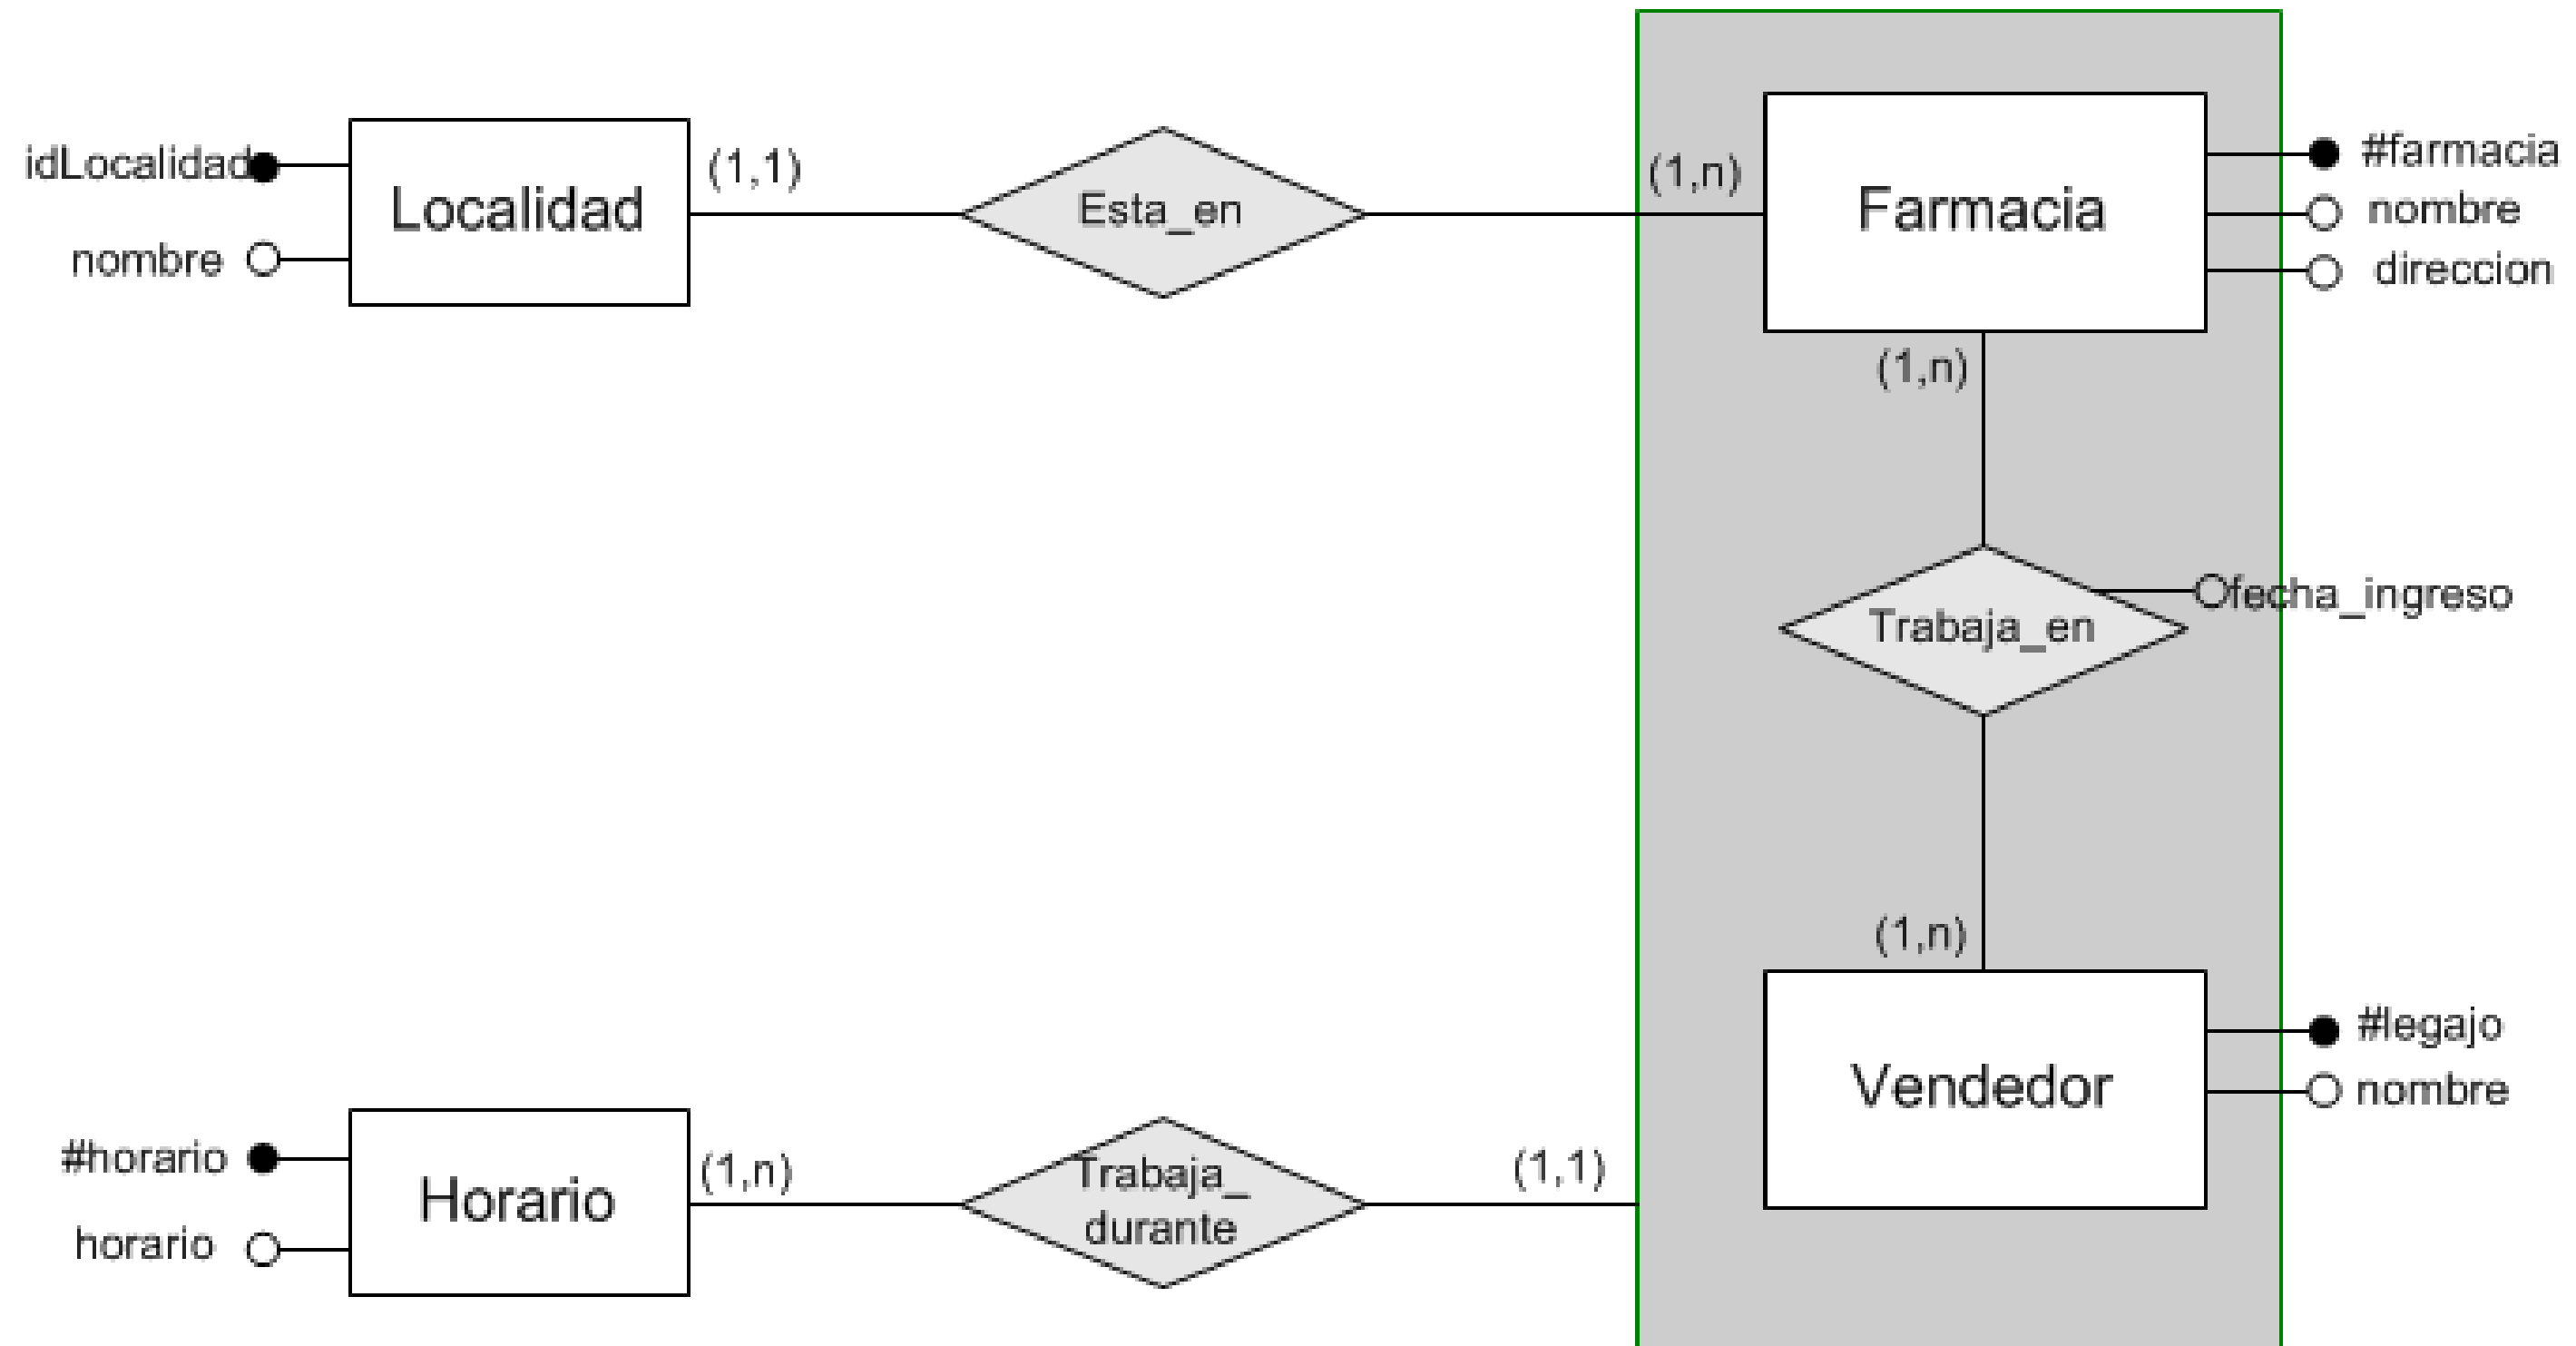 idLocalidad
nombre
Localidad
(1,1)
Esta_en
(1,n)
Farmacia
#farmacia
nombre
direccion
(1,n)
Trabaja_en
fecha_ingreso
(1,n)
Vendedor
#legajo
nombre
#horario
horario
Horario
(1,n)
Trabaja_
durante
(1,1)